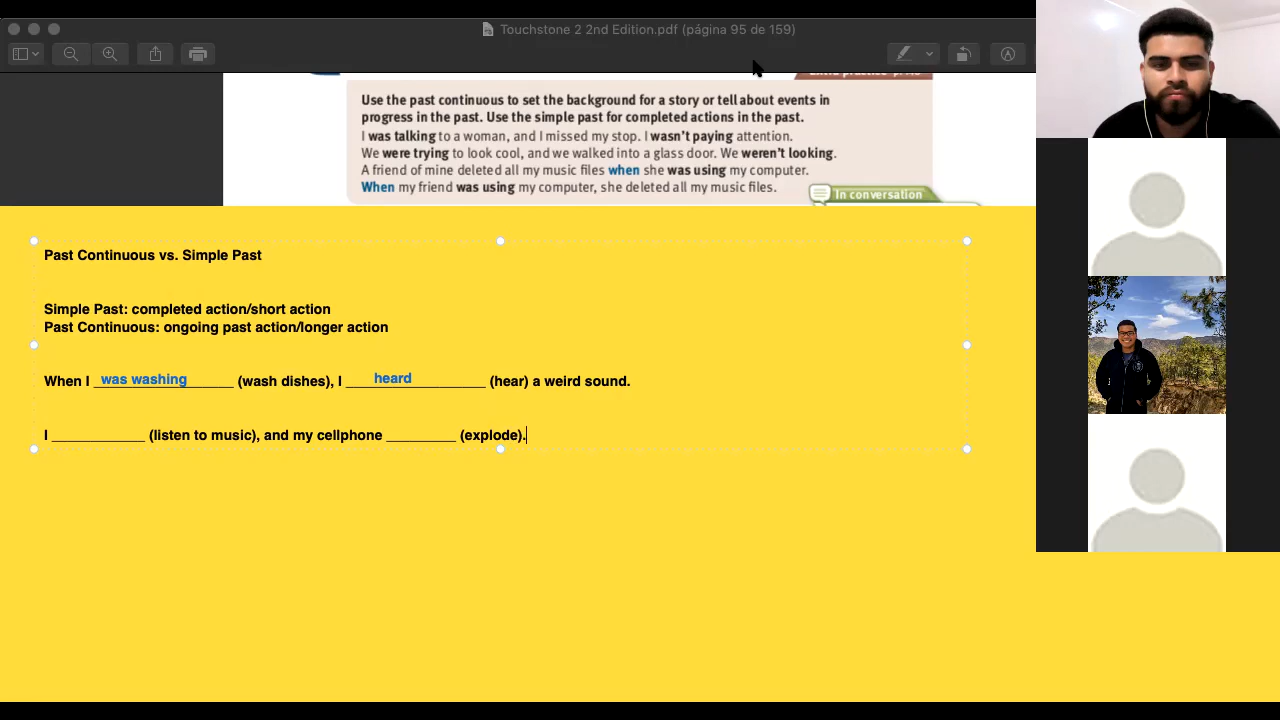 Touchstone 2 2nd Edition.pdf (página 95 de 159)
Use the past continuous to set the background for a story or tell about events in
progress in the past. Use the simple past for completed actions in the past.
I was talking to a woman, and I missed my stop. I wasn't paying attention.
We were trying to look cool, and we walked into a glass door. We weren't looking.
A friend of mine deleted all my music files when she was using my computer.
When my friend was using my computer, she deleted all my music files.
In conversation
Past Continuous vs. Simple Past
Simple Past: completed action/short action
Past Continuous: ongoing past action/longer action
When I was washing (wash dishes), I heard (hear) a weird sound.
I ____________ (listen to music), and my cellphone _________ (explode).